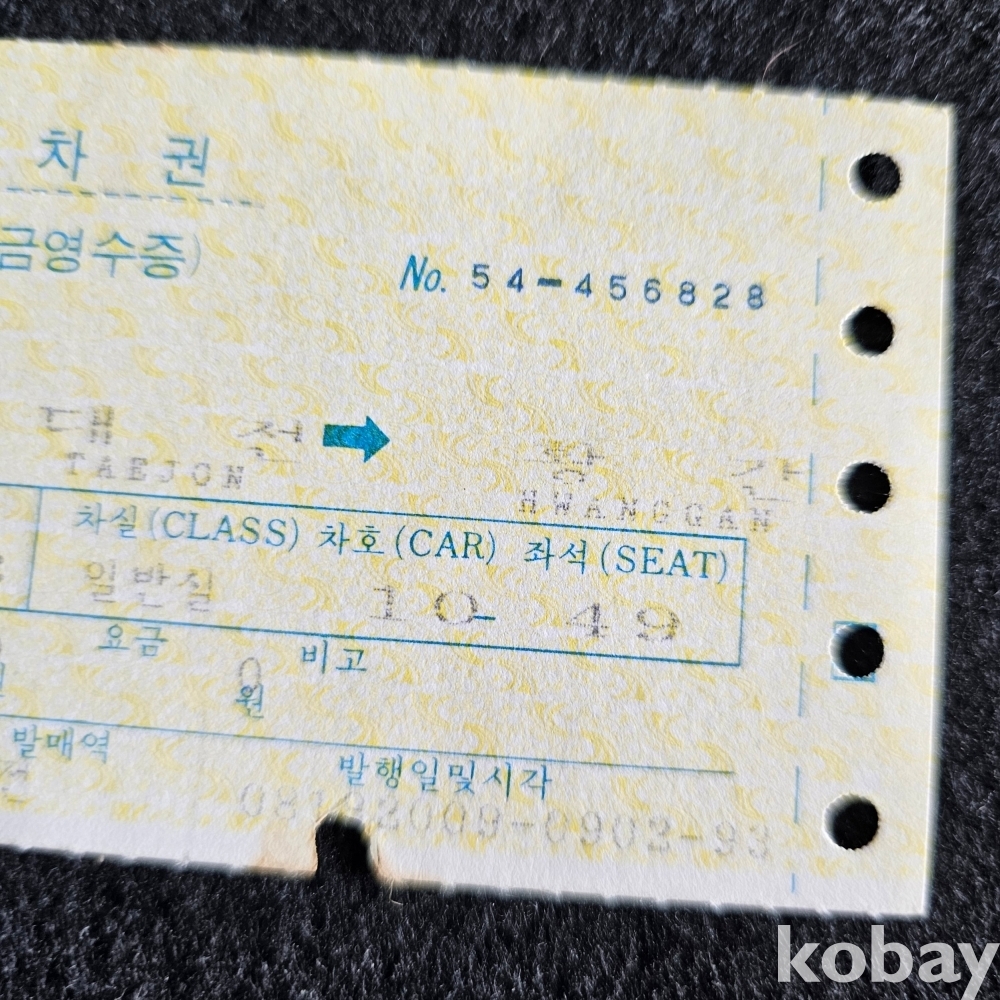 차 권
금영수증)
No. 54-456828
대 전 ➡ 황 간
TAEJON HWANGGAN
차실(CLASS) 차호(CAR) 좌석(SEAT)
일반실 10- 49
요금 비고
0
원
발매역 발행일및시각
-0902-93
kobay